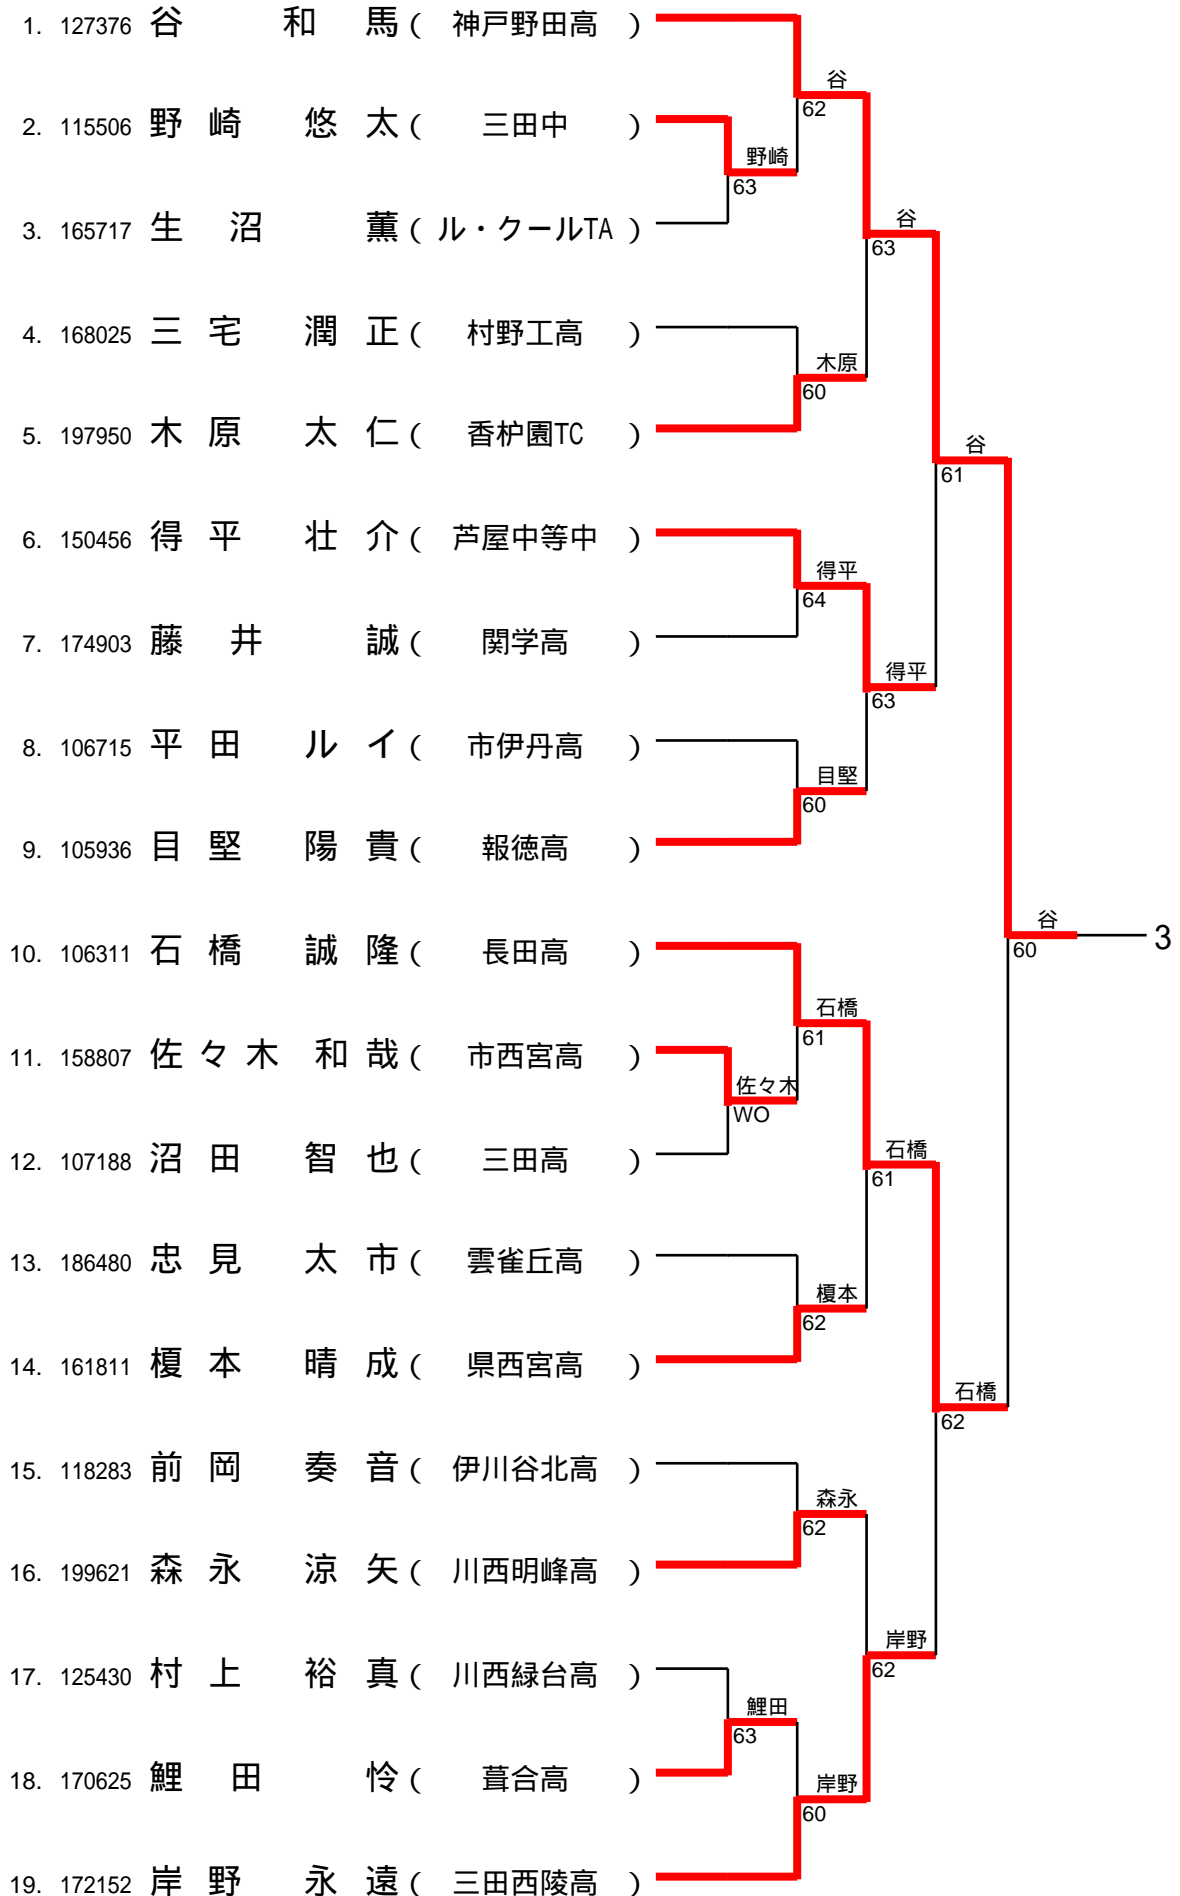 1. 127376 谷 和 馬 ( 神戸野田高 )
谷
62
2. 115506 野 崎 悠 太 ( 三田中 )
野崎
63
3. 165717 生 沼 薫 ( ル・クールTA )
谷
63
4. 168025 三 宅 潤 正 ( 村野工高 )
木原
60
5. 197950 木 原 太 仁 ( 香枦園TC )
谷
61
6. 150456 得 平 壮 介 ( 芦屋中等中 )
得平
64
7. 174903 藤 井 誠 ( 関学高 )
得平
63
8. 106715 平 田 ル イ ( 市伊丹高 )
目堅
60
9. 105936 目 堅 陽 貴 ( 報徳高 )
谷
60
3
10. 106311 石 橋 誠 隆 ( 長田高 )
石橋
61
11. 158807 佐 々 木 和 哉 ( 市西宮高 )
佐々木
WO
12. 107188 沼 田 智 也 ( 三田高 )
石橋
61
13. 186480 忠 見 太 市 ( 雲雀丘高 )
榎本
62
14. 161811 榎 本 晴 成 ( 県西宮高 )
石橋
62
15. 118283 前 岡 奏 音 ( 伊川谷北高 )
森永
62
16. 199621 森 永 涼 矢 ( 川西明峰高 )
岸野
62
17. 125430 村 上 裕 真 ( 川西緑台高 )
鯉田
63
18. 170625 鯉 田 怜 ( 葺合高 )
岸野
60
19. 172152 岸 野 永 遠 ( 三田西陵高 )